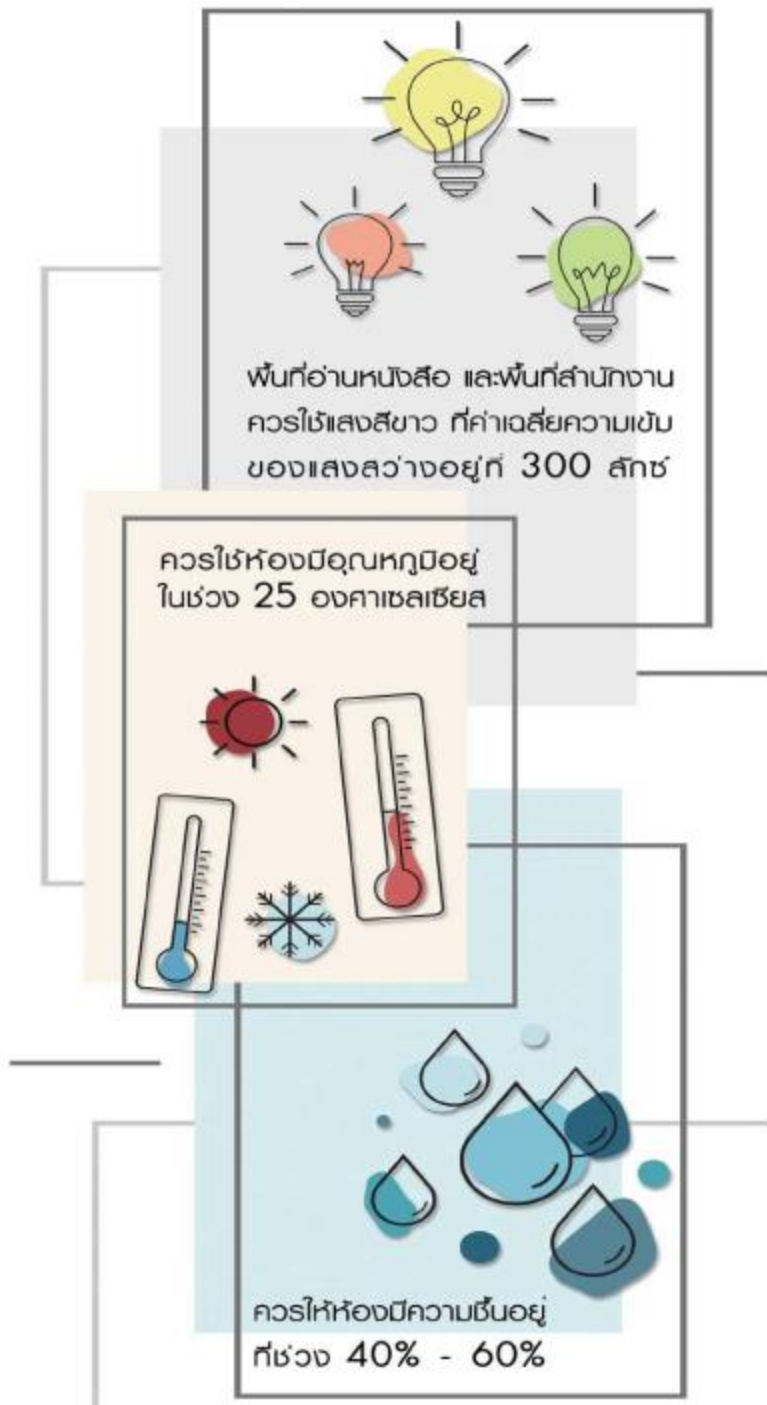 พื้นที่อ่านหนังสือ และพื้นที่สำนักงาน
ควรใช้แสงสีขาว ที่ค่าเฉลี่ยความเข้ม
ของแสงสว่างอยู่ที่ 300 ลักซ์
ควรใช้ห้องมีอุณหภูมิอยู่
ในช่วง 25 องศาเซลเซียส
ควรให้ห้องมีความชื้นอยู่
ที่ช่วง 40% - 60%